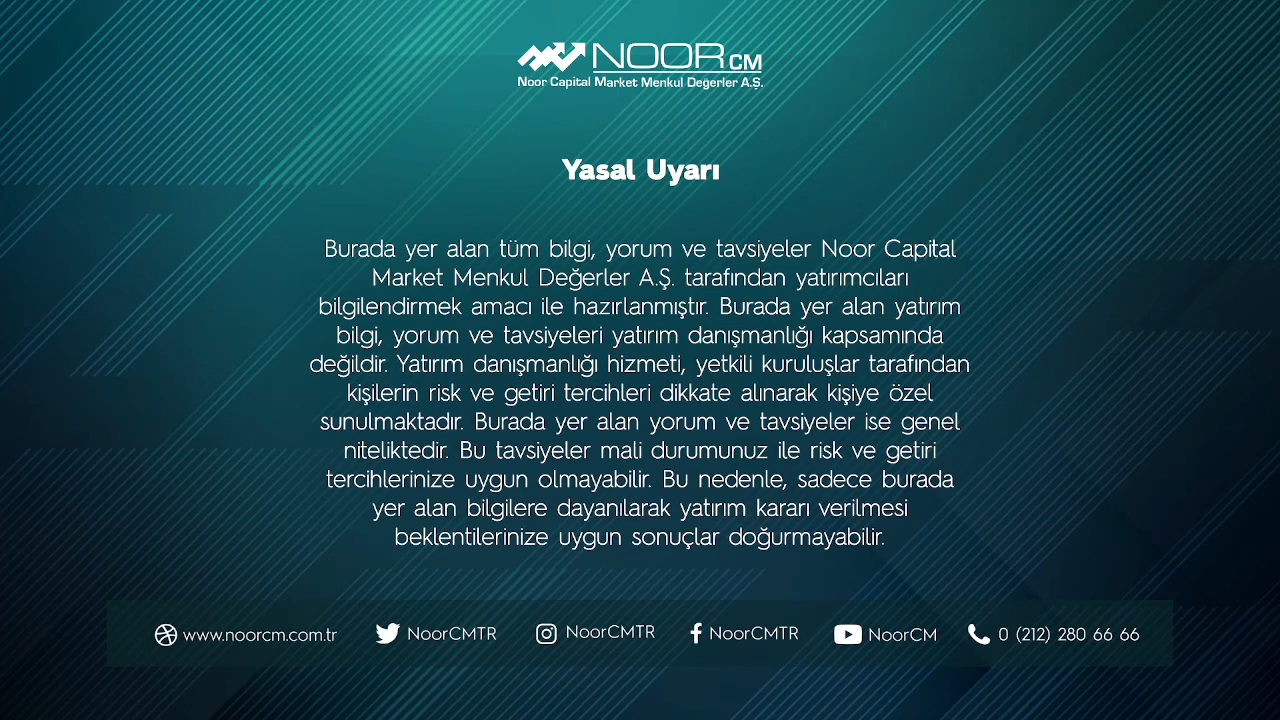 NOOR CM
Noor Capital Market Menkul Değerler A.Ş.
Yasal Uyarı
Burada yer alan tüm bilgi, yorum ve tavsiyeler Noor Capital
Market Menkul Değerler A.Ş. tarafından yatırımcıları
bilgilendirmek amacı ile hazırlanmıştır. Burada yer alan yatırım
bilgi, yorum ve tavsiyeleri yatırım danışmanlığı kapsamında
değildir. Yatırım danışmanlığı hizmeti, yetkili kuruluşlar tarafından
kişilerin risk ve getiri tercihleri dikkate alınarak kişiye özel
sunulmaktadır. Burada yer alan yorum ve tavsiyeler ise genel
niteliktedir. Bu tavsiyeler mali durumunuz ile risk ve getiri
tercihlerinize uygun olmayabilir. Bu nedenle, sadece burada
yer alan bilgilere dayanılarak yatırım kararı verilmesi
beklentilerinize uygun sonuçlar doğurmayabilir.
www.noorcm.com.tr NoorCMTR NoorCMTR NoorCMTR NoorCM 0 (212) 280 66 66